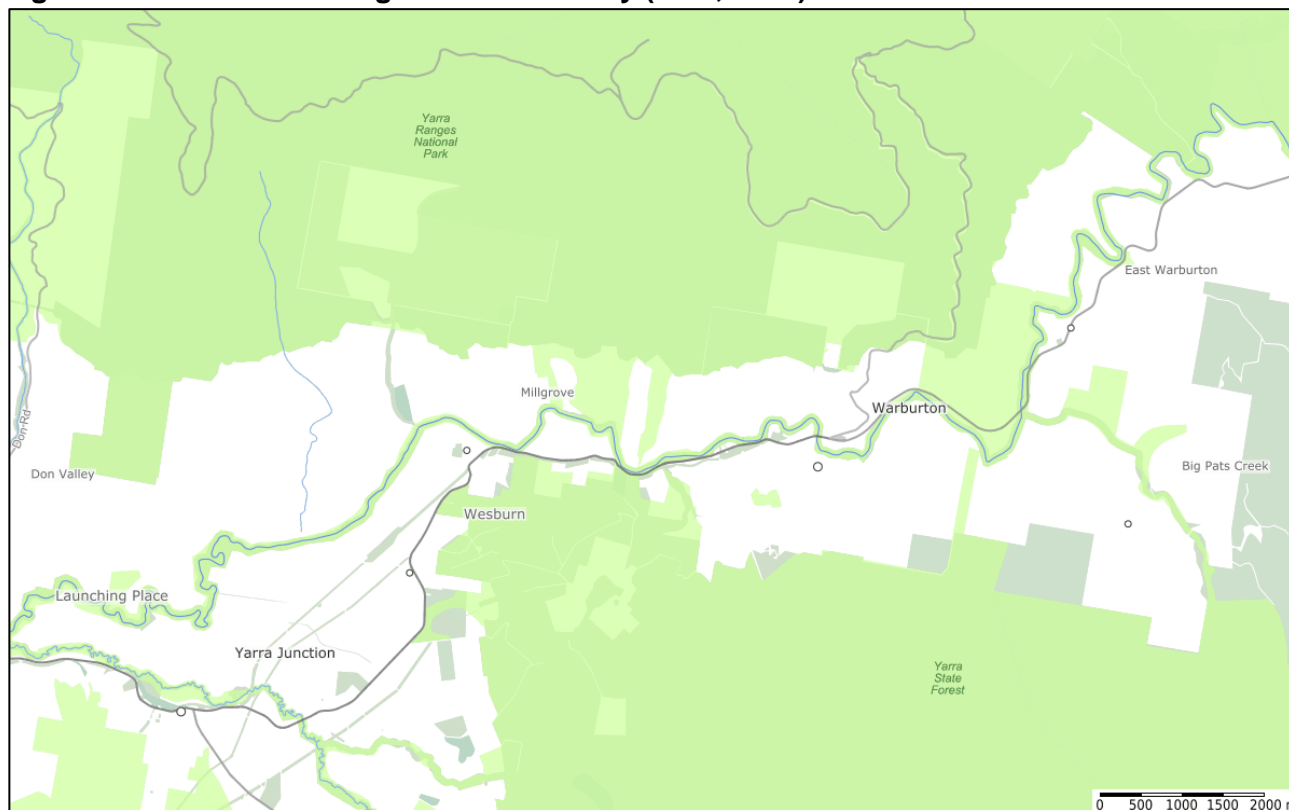 Yarra
Ranges
National
Park
East Warburton
Millgrove
Warburton
Don Rd
Don Valley
Big Pats Creek
Wesburn
Launching Place
Yarra Junction
Yarra
State
Forest
0 500 1000 1500 2000 m